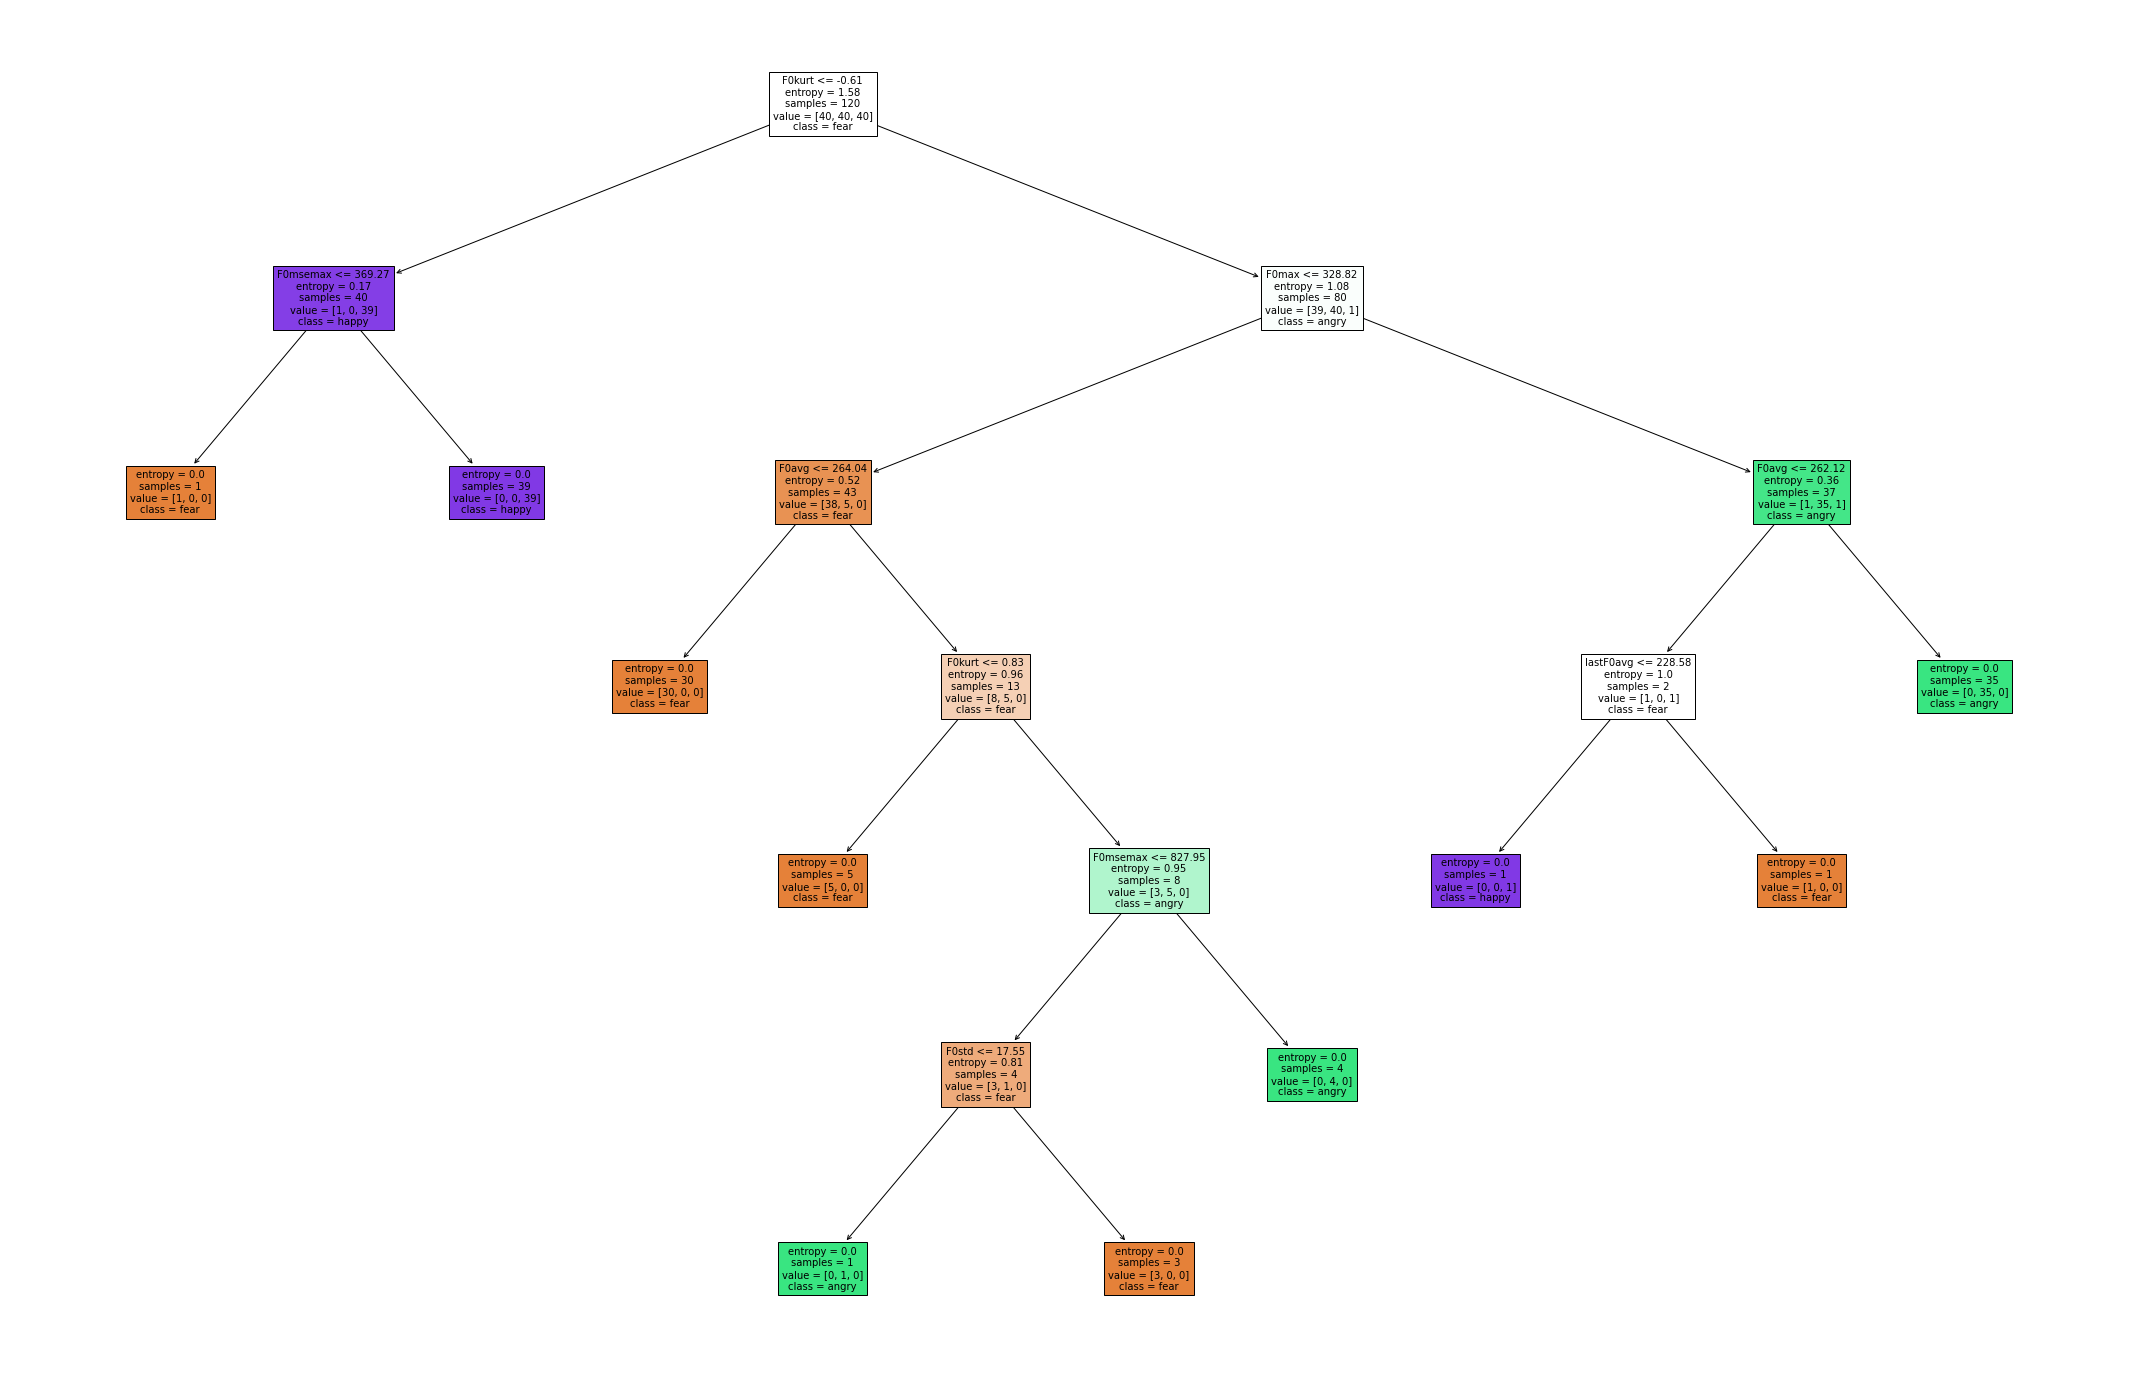 F0kurt <= -0.61
entropy = 1.58
samples = 120
value = [40, 40, 40]
class = fear
F0msemax <= 369.27
entropy = 0.17
samples = 40
value = [1, 0, 39]
class = happy
F0max <= 328.82
entropy = 1.08
samples = 80
value = [39, 40, 1]
class = angry
entropy = 0.0
samples = 1
value = [1, 0, 0]
class = fear
entropy = 0.0
samples = 39
value = [0, 0, 39]
class = happy
F0avg <= 264.04
entropy = 0.52
samples = 43
value = [38, 5, 0]
class = fear
F0avg <= 262.12
entropy = 0.36
samples = 37
value = [1, 35, 1]
class = angry
entropy = 0.0
samples = 30
value = [30, 0, 0]
class = fear
F0kurt <= 0.83
entropy = 0.96
samples = 13
value = [8, 5, 0]
class = fear
lastF0avg <= 228.58
entropy = 1.0
samples = 2
value = [1, 0, 1]
class = fear
entropy = 0.0
samples = 35
value = [0, 35, 0]
class = angry
entropy = 0.0
samples = 5
value = [5, 0, 0]
class = fear
F0msemax <= 827.95
entropy = 0.95
samples = 8
value = [3, 5, 0]
class = angry
entropy = 0.0
samples = 1
value = [0, 0, 1]
class = happy
entropy = 0.0
samples = 1
value = [1, 0, 0]
class = fear
F0std <= 17.55
entropy = 0.81
samples = 4
value = [3, 1, 0]
class = fear
entropy = 0.0
samples = 4
value = [0, 4, 0]
class = angry
entropy = 0.0
samples = 1
value = [0, 1, 0]
class = angry
entropy = 0.0
samples = 3
value = [3, 0, 0]
class = fear